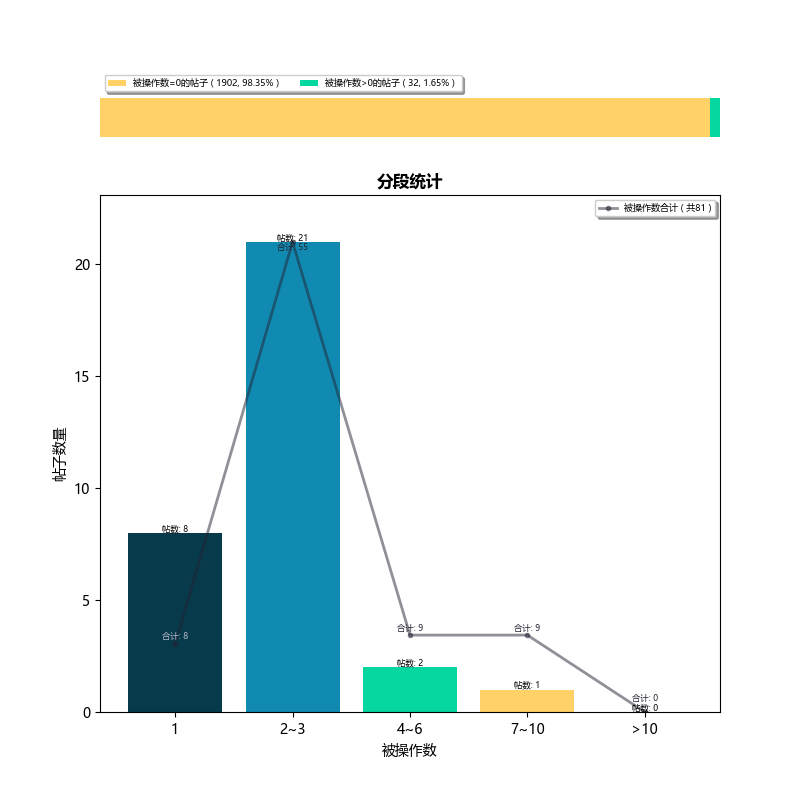 被操作数=0的帖子 ( 1902, 98.35% ) 被操作数>0的帖子 ( 32, 1.65% )
分段统计
被操作数合计 ( 共81 )
帖数: 21
合计: 55
20
15
帖子数量
10
帖数: 8
5
合计: 8
合计: 9
合计: 9
帖数: 2
帖数: 1
合计: 0
帖数: 0
0
1 2~3 4~6 7~10 >10
被操作数